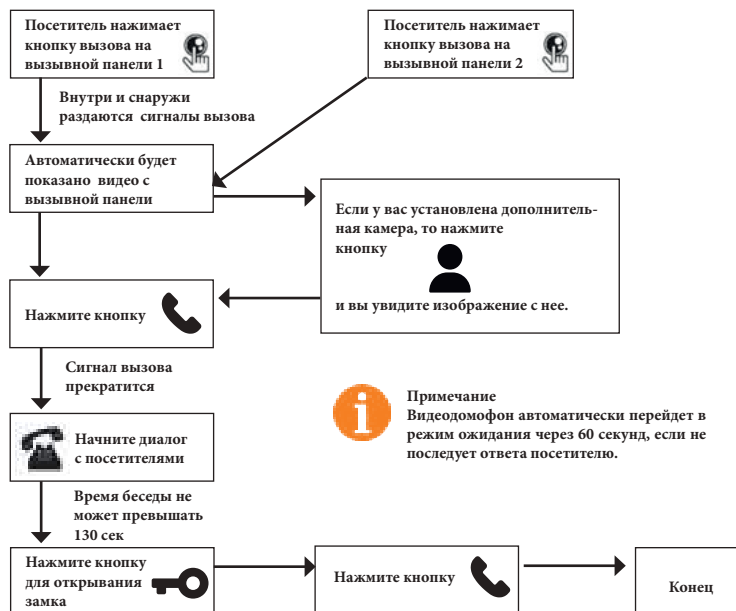 Посетитель нажимает
кнопку вызова на
вызывной панели 1
Посетитель нажимает
кнопку вызова на
вызывной панели 2
Внутри и снаружи
раздаются сигналы вызова
Автоматически будет
показано видео с
вызывной панели
Если у вас установлена дополнитель-
ная камера, то нажмите
кнопку
и вы увидите изображение с нее.
Нажмите кнопку
Сигнал вызова
прекратится
Примечание
Видеодомофон автоматически перейдет в
режим ожидания через 60 секунд, если не
последует ответа посетителю.
Начните диалог
с посетителями
Время беседы не
может превышать
130 сек
Нажмите кнопку
для открывания
замка
Нажмите кнопку
Конец